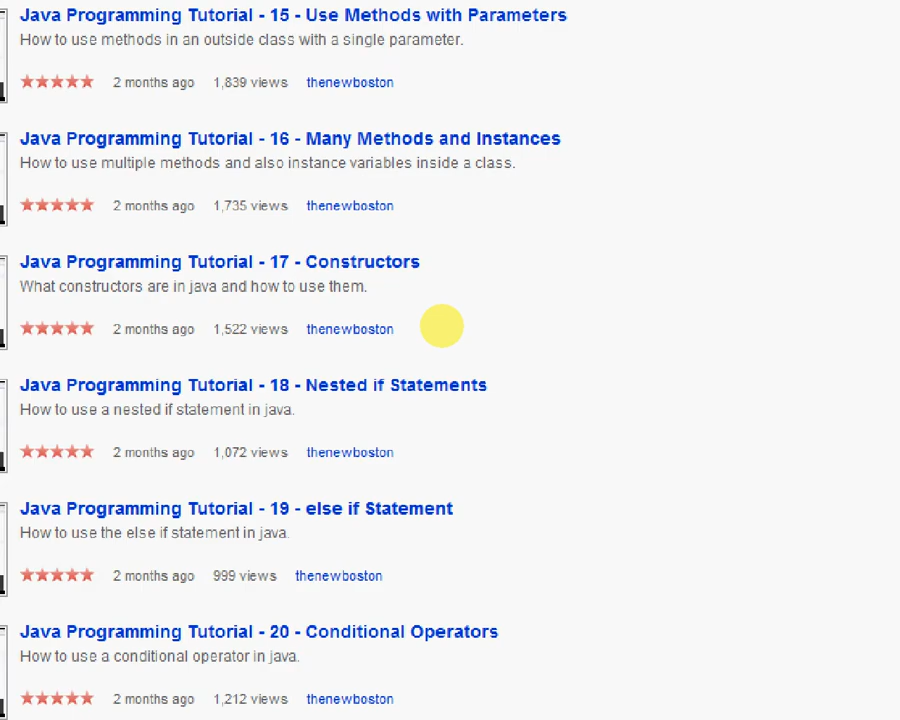 Java Programming Tutorial - 15 - Use Methods with Parameters
How to use methods in an outside class with a single parameter.
2 months ago 1,839 views thenewboston
Java Programming Tutorial - 16 - Many Methods and Instances
How to use multiple methods and also instance variables inside a class.
2 months ago 1,735 views thenewboston
Java Programming Tutorial - 17 - Constructors
What constructors are in java and how to use them.
2 months ago 1,522 views thenewboston
Java Programming Tutorial - 18 - Nested if Statements
How to use a nested if statement in java.
2 months ago 1,072 views thenewboston
Java Programming Tutorial - 19 - else if Statement
How to use the else if statement in java.
2 months ago 999 views thenewboston
Java Programming Tutorial - 20 - Conditional Operators
How to use a conditional operator in java.
2 months ago 1,212 views thenewboston